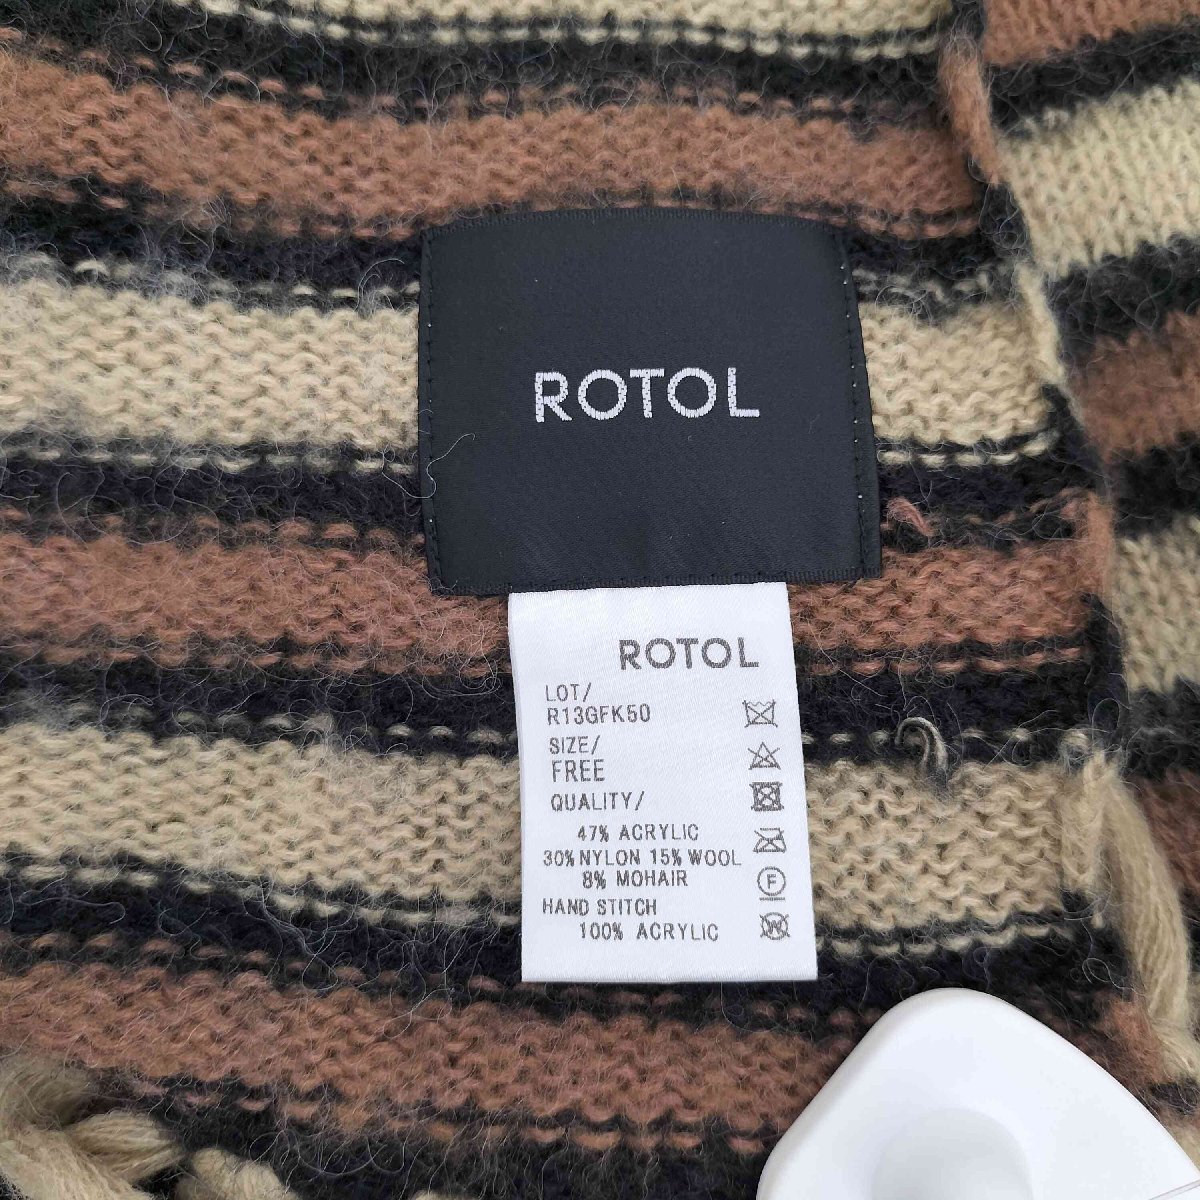 ROTOL
ROTOL
LOT/
R13GFK50
SIZE/
FREE
QUALITY/
47% ACRYLIC
30% NYLON 15% WOOL
8% MOHAIR
HAND STITCH
100% ACRYLIC
F
W